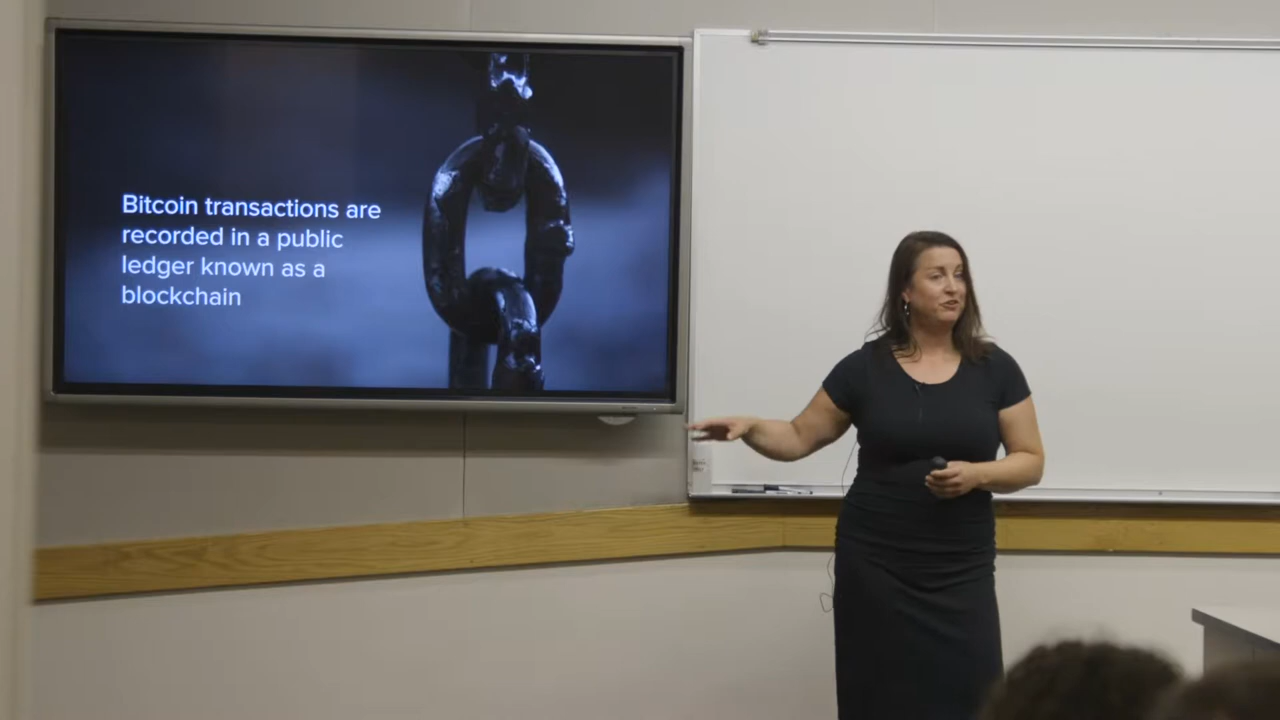 Bitcoin transactions are
recorded in a public
ledger known as a
blockchain